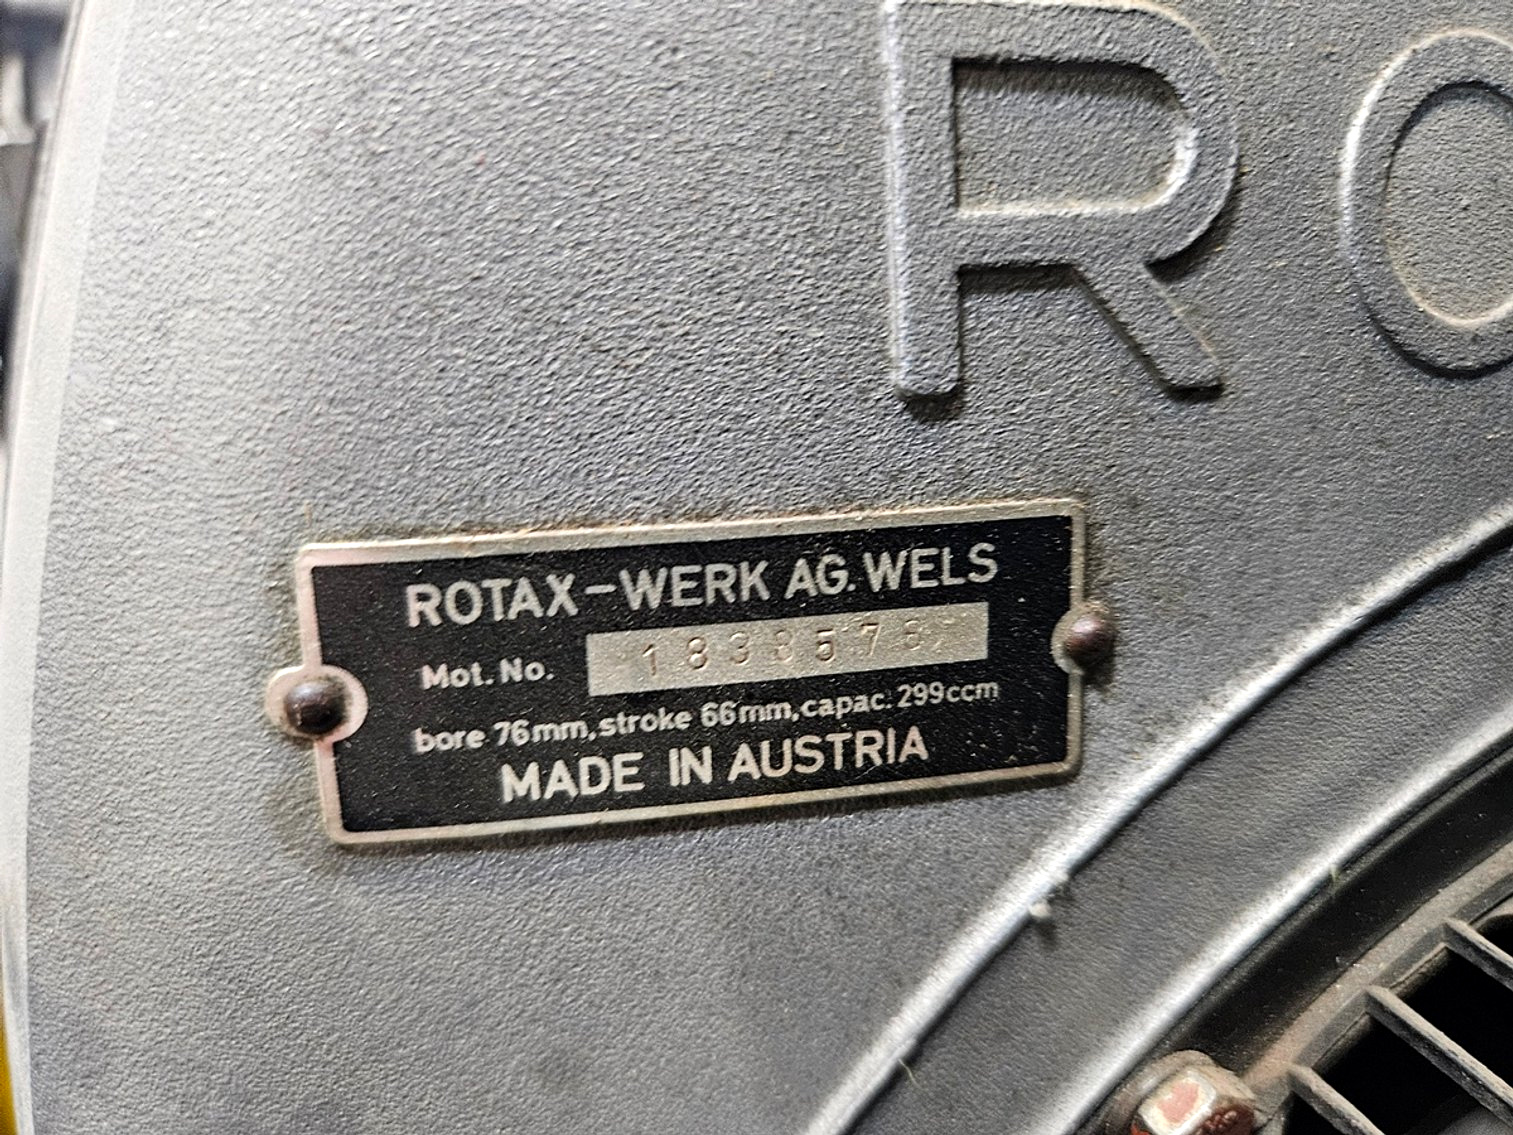 RO
ROTAX-WERK AG. WELS
Mot. No.
bore 76mm, stroke 66mm, capac. 299ccm
MADE IN AUSTRIA